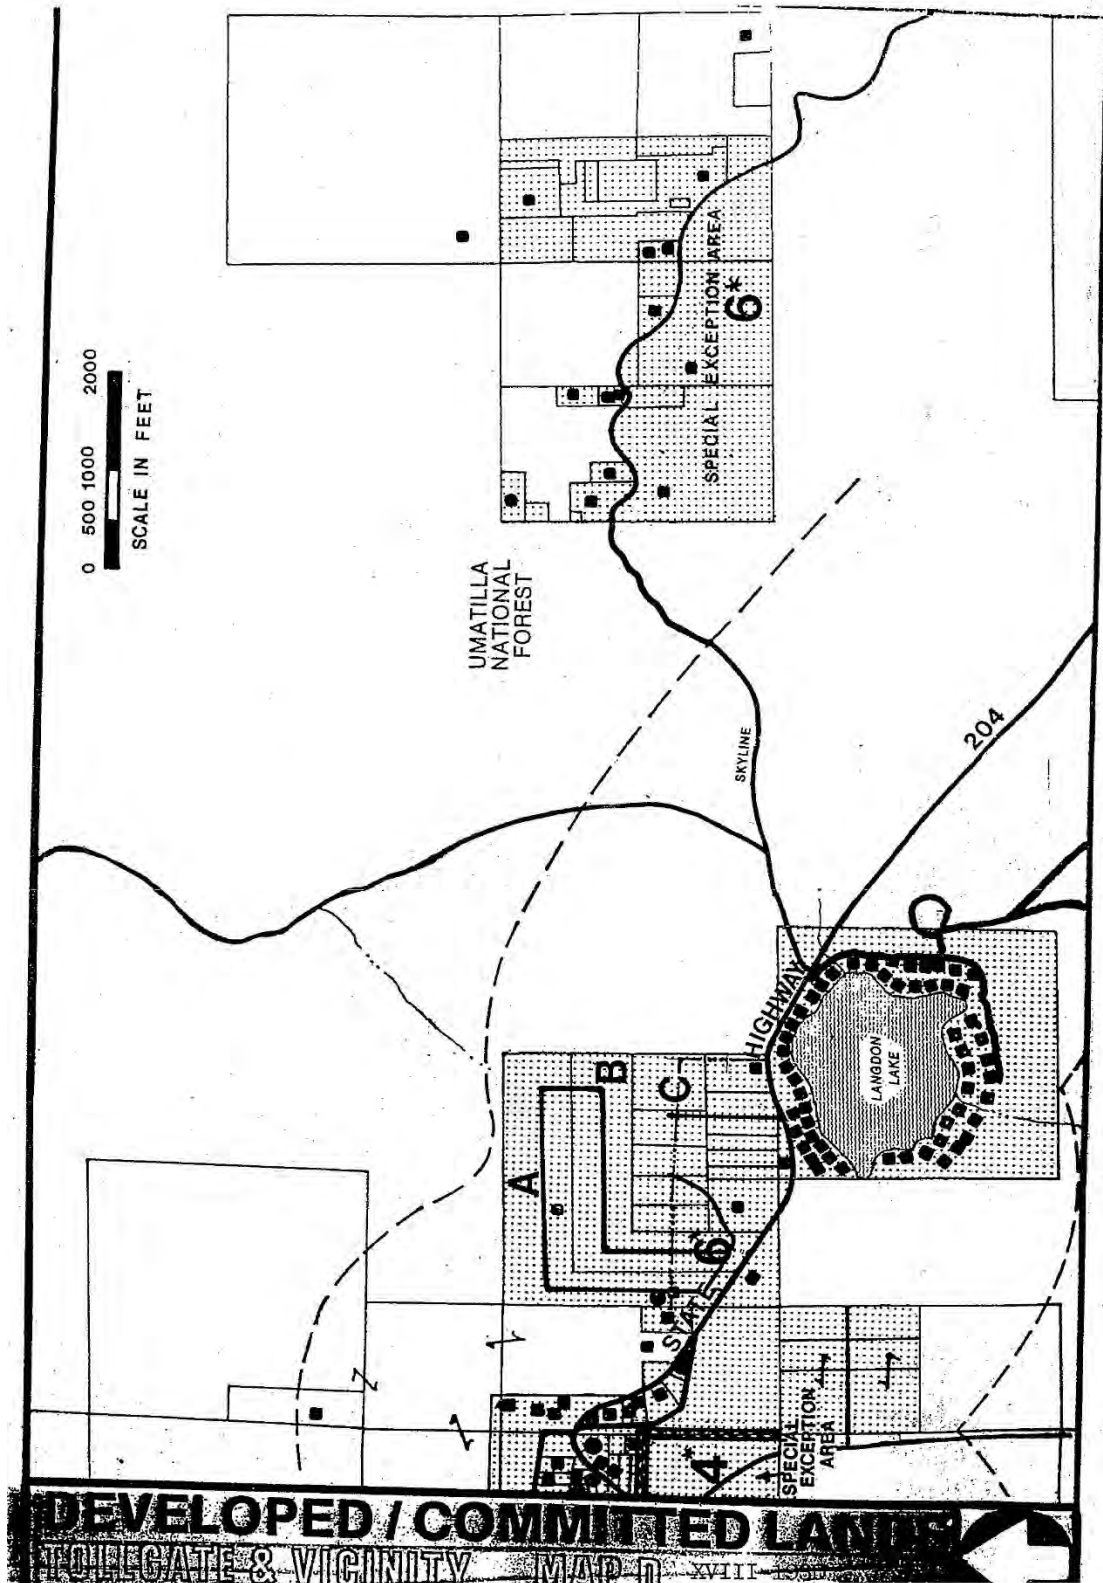 0 500 1000 2000
SCALE IN FEET
UMATILLA
NATIONAL
FOREST
SPECIAL EXCEPTION AREA
6*
SKYLINE
204
HIGHWAY
STATE
A
B
C
6*
LANGDON
LAKE
4*
SPECIAL
EXCEPTION
AREA
DEVELOPED / COMMITTED LANDS
TOLLGATE & VICINITY MAP D
XVIII